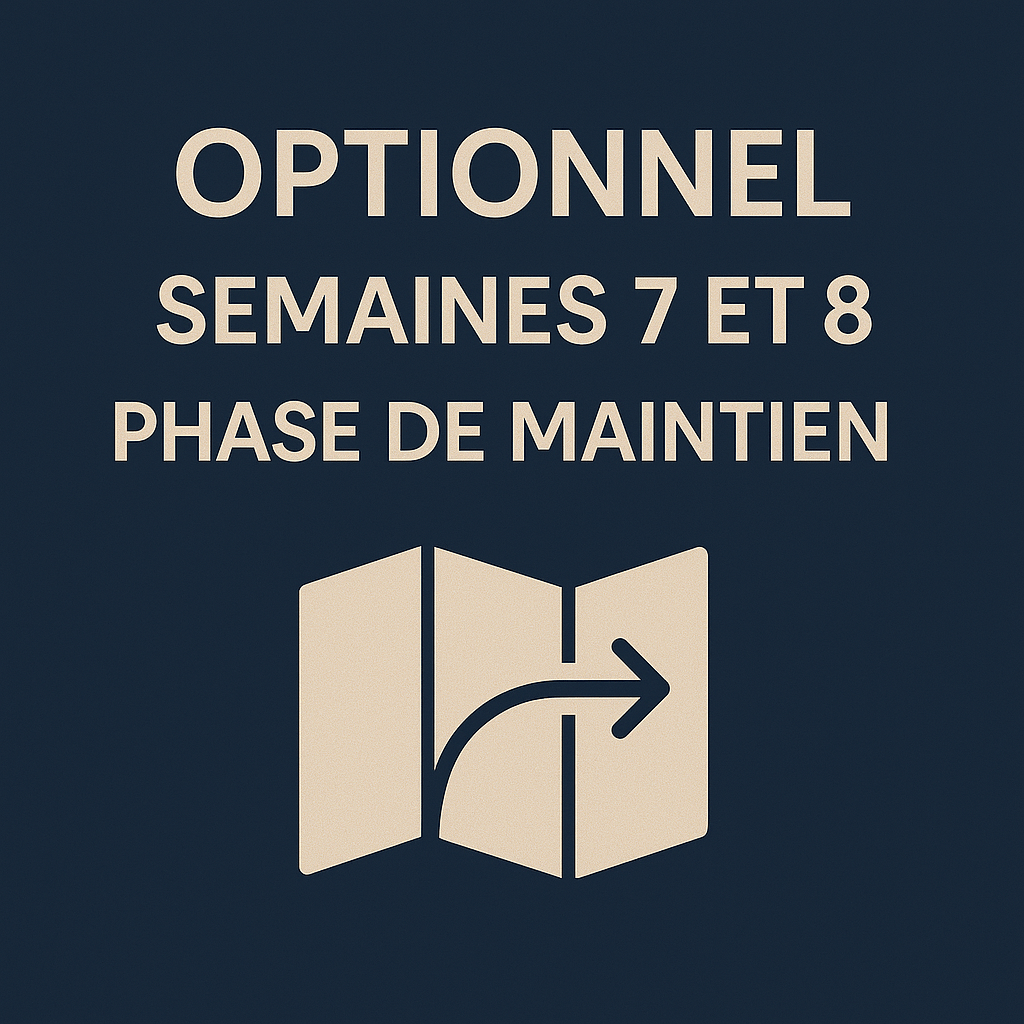 OPTIONNEL
SEMAINES 7 ET 8
PHASE DE MAINTIEN